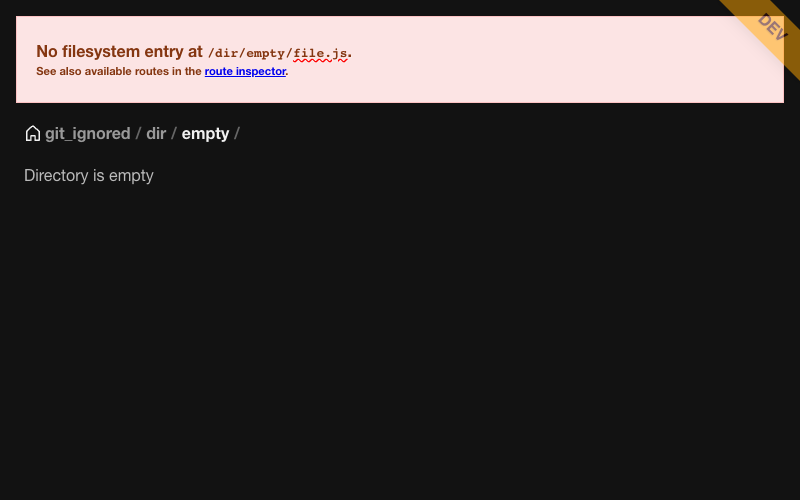 No filesystem entry at /dir/empty/file.js.
See also available routes in the route inspector.
DEV
git_ignored / dir / empty /
Directory is empty